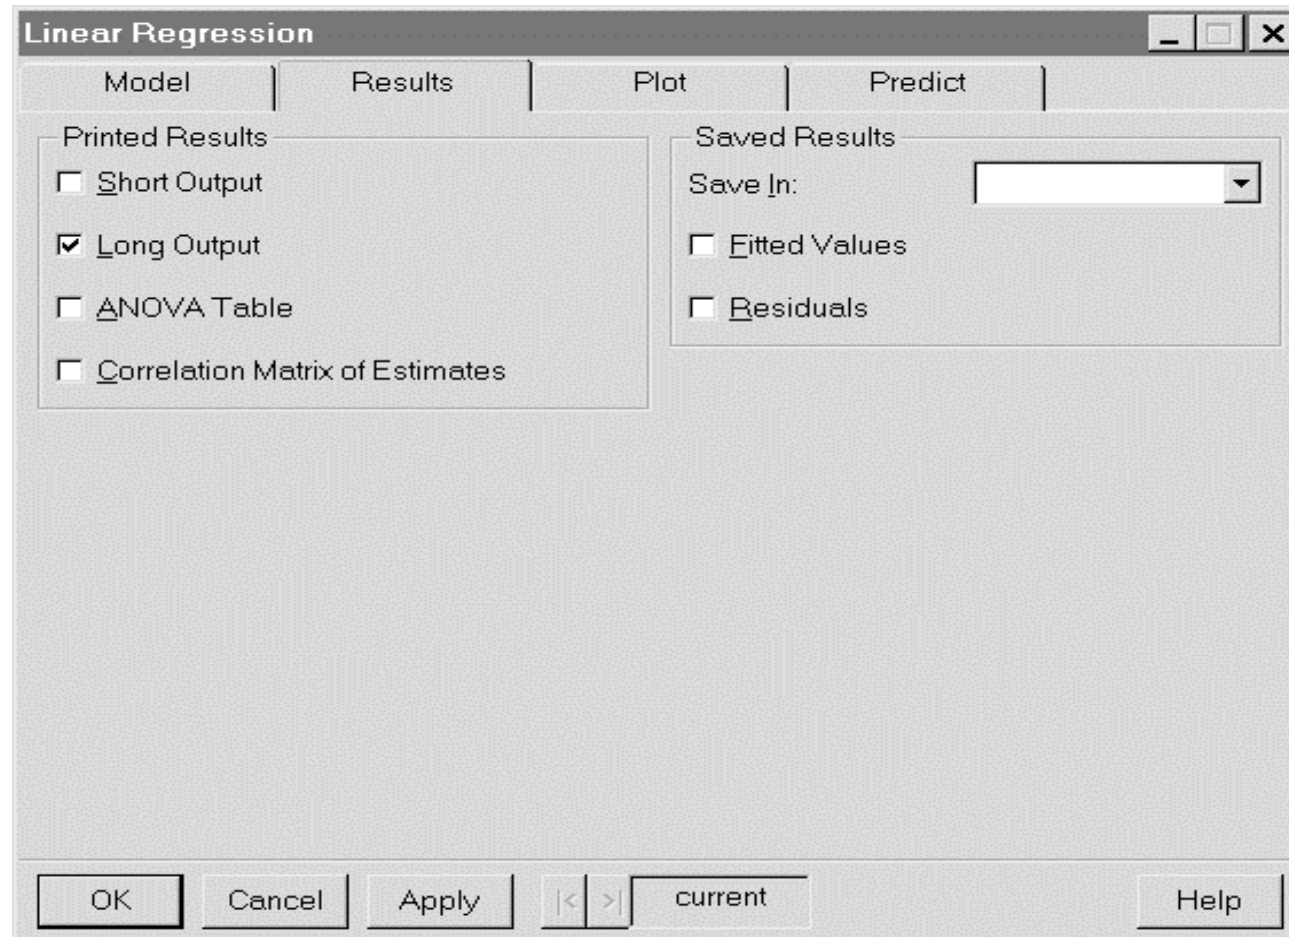 Linear Regression
Model Results Plot Predict
Printed Results
Short Output
Long Output
ANOVA Table
Correlation Matrix of Estimates
Saved Results
Save In:
Fitted Values
Residuals
OK Cancel Apply |< >| current Help